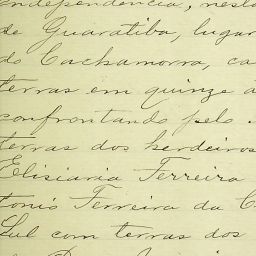 Independencia, nesta
de Guaratiba, lugar
do Cachamorra, ca
terras em quinze d
confrontando pelo
terras dos herdeiros
Elisiaria Ferreira
tonio Ferreira da C
Sul com terras dos